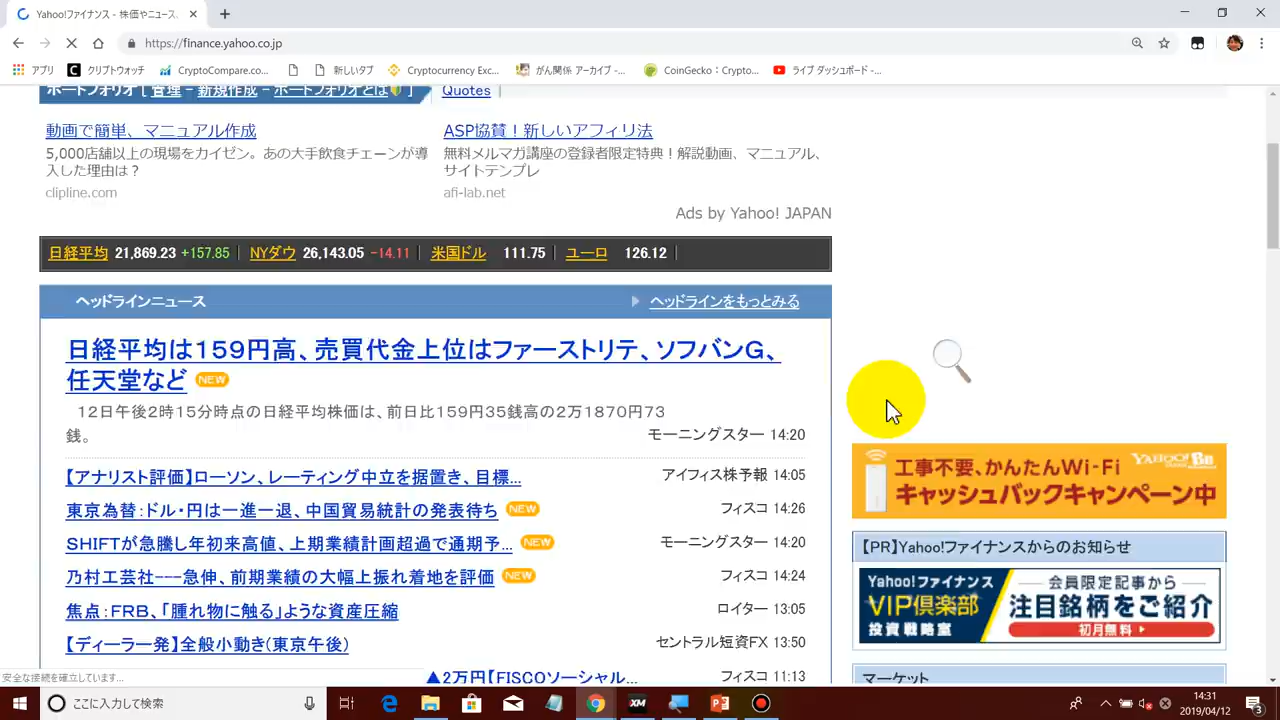 Yahoo!ファイナンス - 株価やニュース、
https://finance.yahoo.co.jp
アプリ クリプトウォッチ CryptoCompare.co... 新しいタブ Cryptocurrency Exc... がん関係 アーカイブ -... CoinGecko：Crypto... ライブ ダッシュボード -...
ポートフォリオ [ 管理 - 新規作成 - ポートフォリオとは ] Quotes
動画で簡単、マニュアル作成
5,000店舗以上の現場をカイゼン。あの大手飲食チェーンが導
入した理由は？
clipline.com
ASP協賛！新しいアフィリ法
無料メルマガ講座の登録者限定特典！解説動画、マニュアル、
サイトテンプレ
afi-lab.net
Ads by Yahoo! JAPAN
日経平均 21,869.23 +157.85 NYダウ 26,143.05 -14.11 米国ドル 111.75 ユーロ 126.12
ヘッドラインニュース ヘッドラインをもっとみる
日経平均は159円高、売買代金上位はファーストリテ、ソフバンG、
任天堂など NEW
12日午後2時15分時点の日経平均株価は、前日比159円35銭高の2万1870円73
銭。 モーニングスター 14:20
【アナリスト評価】ローソン、レーティング中立を据置き、目標... アイフィス株予報 14:05
東京為替：ドル・円は一進一退、中国貿易統計の発表待ち NEW フィスコ 14:26
SHIFTが急騰し年初来高値、上期業績計画超過で通期予... NEW モーニングスター 14:20
乃村工芸社---急伸、前期業績の大幅上振れ着地を評価 NEW フィスコ 14:24
焦点：FRB、「腫れ物に触る」ような資産圧縮 ロイター 13:05
【ディーラー発】全般小動き(東京午後) セントラル短資FX 13:50
▲2万円【FISCOソーシャル... フィスコ 11:13
工事不要、かんたんWi-Fi YAHOO! BB
キャッシュバックキャンペーン中
【PR】Yahoo!ファイナンスからのお知らせ
Yahoo!ファイナンス
VIP倶楽部
投資戦略室
会員限定記事から
注目銘柄をご紹介
初月無料
マーケット
安全な接続を確立しています...
ここに入力して検索
XM
14:31
2019/04/12
3